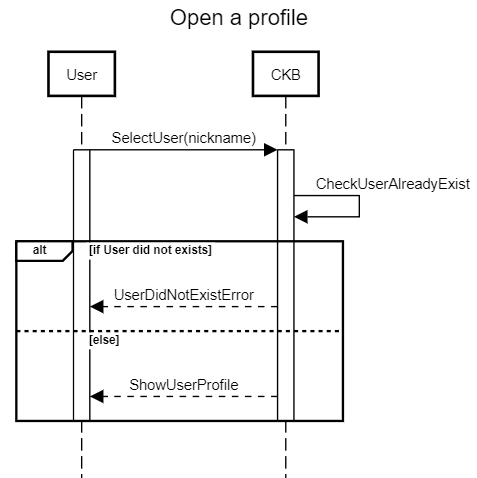 Open a profile
User
CKB
SelectUser(nickname)
CheckUserAlreadyExist
alt
[if User did not exists]
UserDidNotExistError
[else]
ShowUserProfile